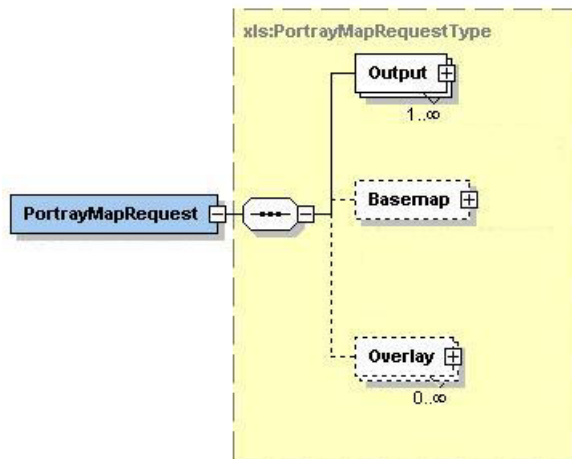 xls:PortrayMapRequestType
Output
1..∞
PortrayMapRequest
Basemap
Overlay
0..∞